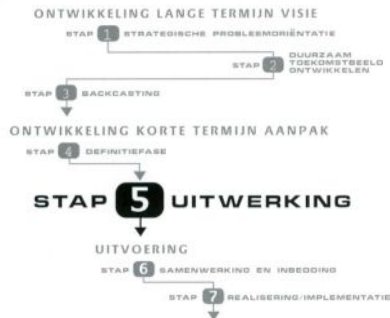 ONTWIKKELING LANGE TERMIJN VISIE
STAP 1 STRATEGISCHE PROBLEEMORIËNTATIE
STAP 2 DUURZAAM TOEKOMSTBEELD ONTWIKKELEN
STAP 3 BACKCASTING
ONTWIKKELING KORTE TERMIJN AANPAK
STAP 4 DEFINITIEFASE
STAP 5 UITWERKING
UITVOERING
STAP 6 SAMENWERKING EN INBEDDING
STAP 7 REALISERING/IMPLEMENTATIE